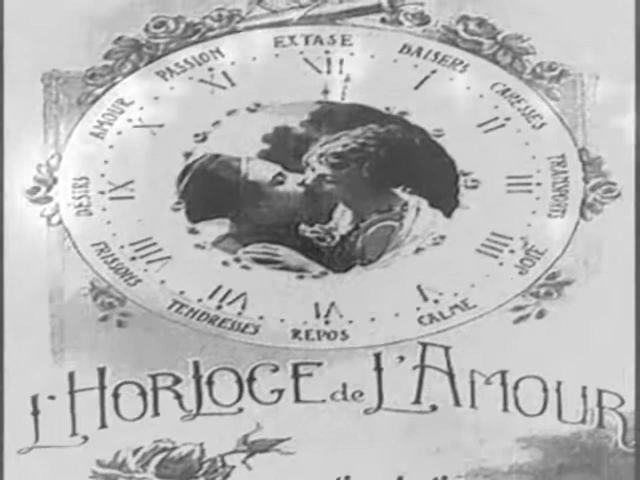 EXTASE
BAISERS
CARESSES
TRANSPORTS
JOIE
CALME
REPOS
TENDRESSES
FRISSONS
DÉSIRS
AMOUR
PASSION
XII
I
II
III
IIII
V
VI
VII
VIII
IX
X
XI
L'HORLOGE de L'AMOUR